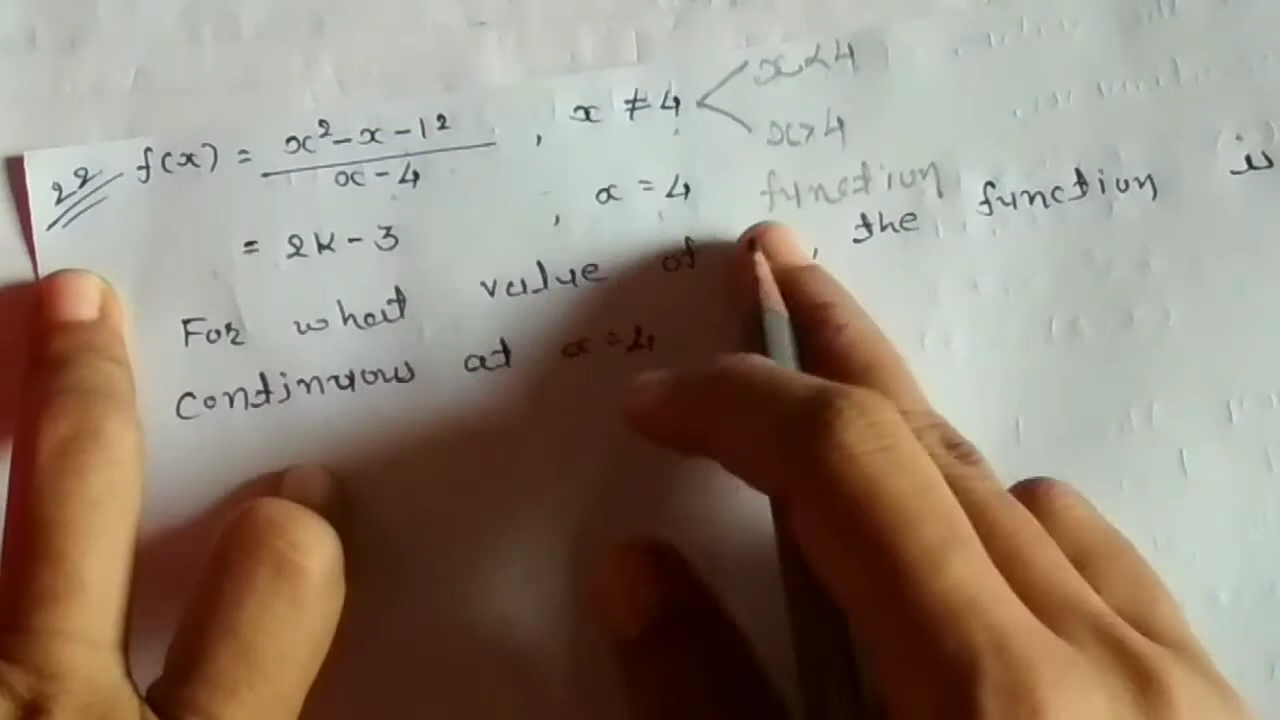 22 f(x) = x²-x-12 / x-4 , x ≠ 4 < x<4
x>4
= 2k-3 , x = 4 function
For what value of , the function is
continuous at x=4